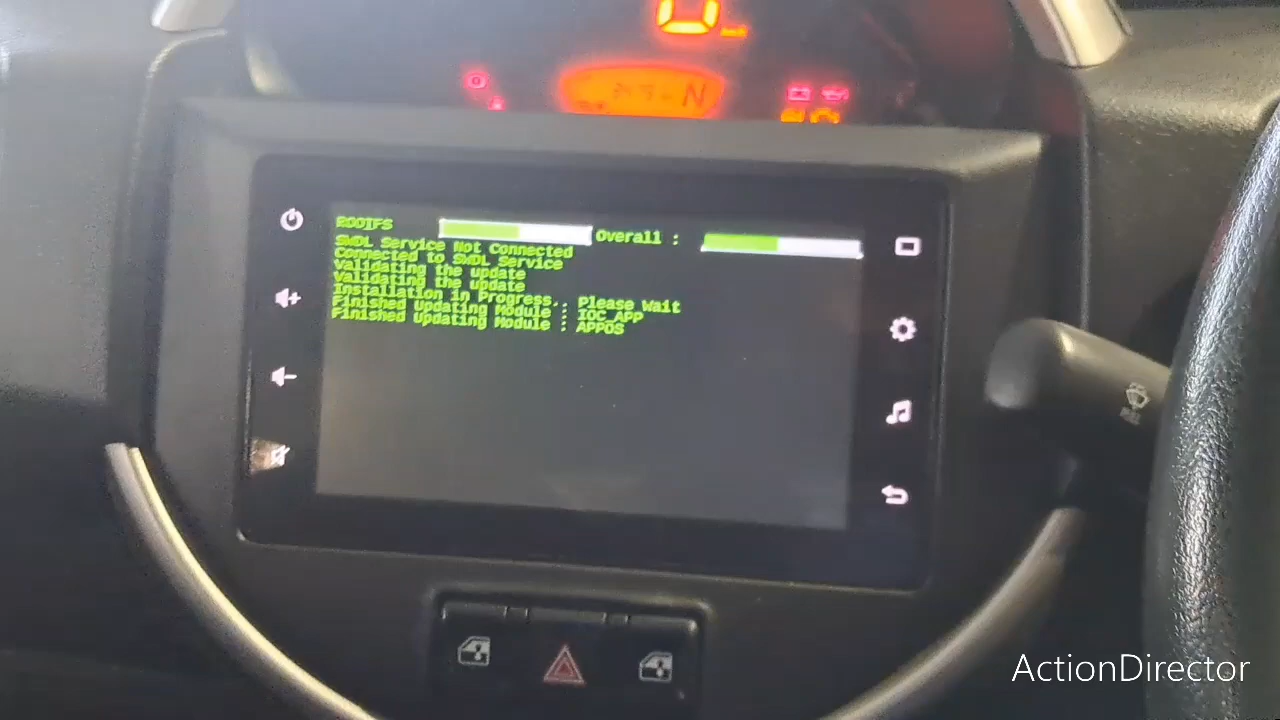 0
N
ROOTFS Overall :
SWDL Service Not Connected
Connected to SWDL Service
Validating the update
Validating the update
Installation in Progress.. Please Wait
Finished Updating Module : IOC_APP
Finished Updating Module : APPOS
ActionDirector